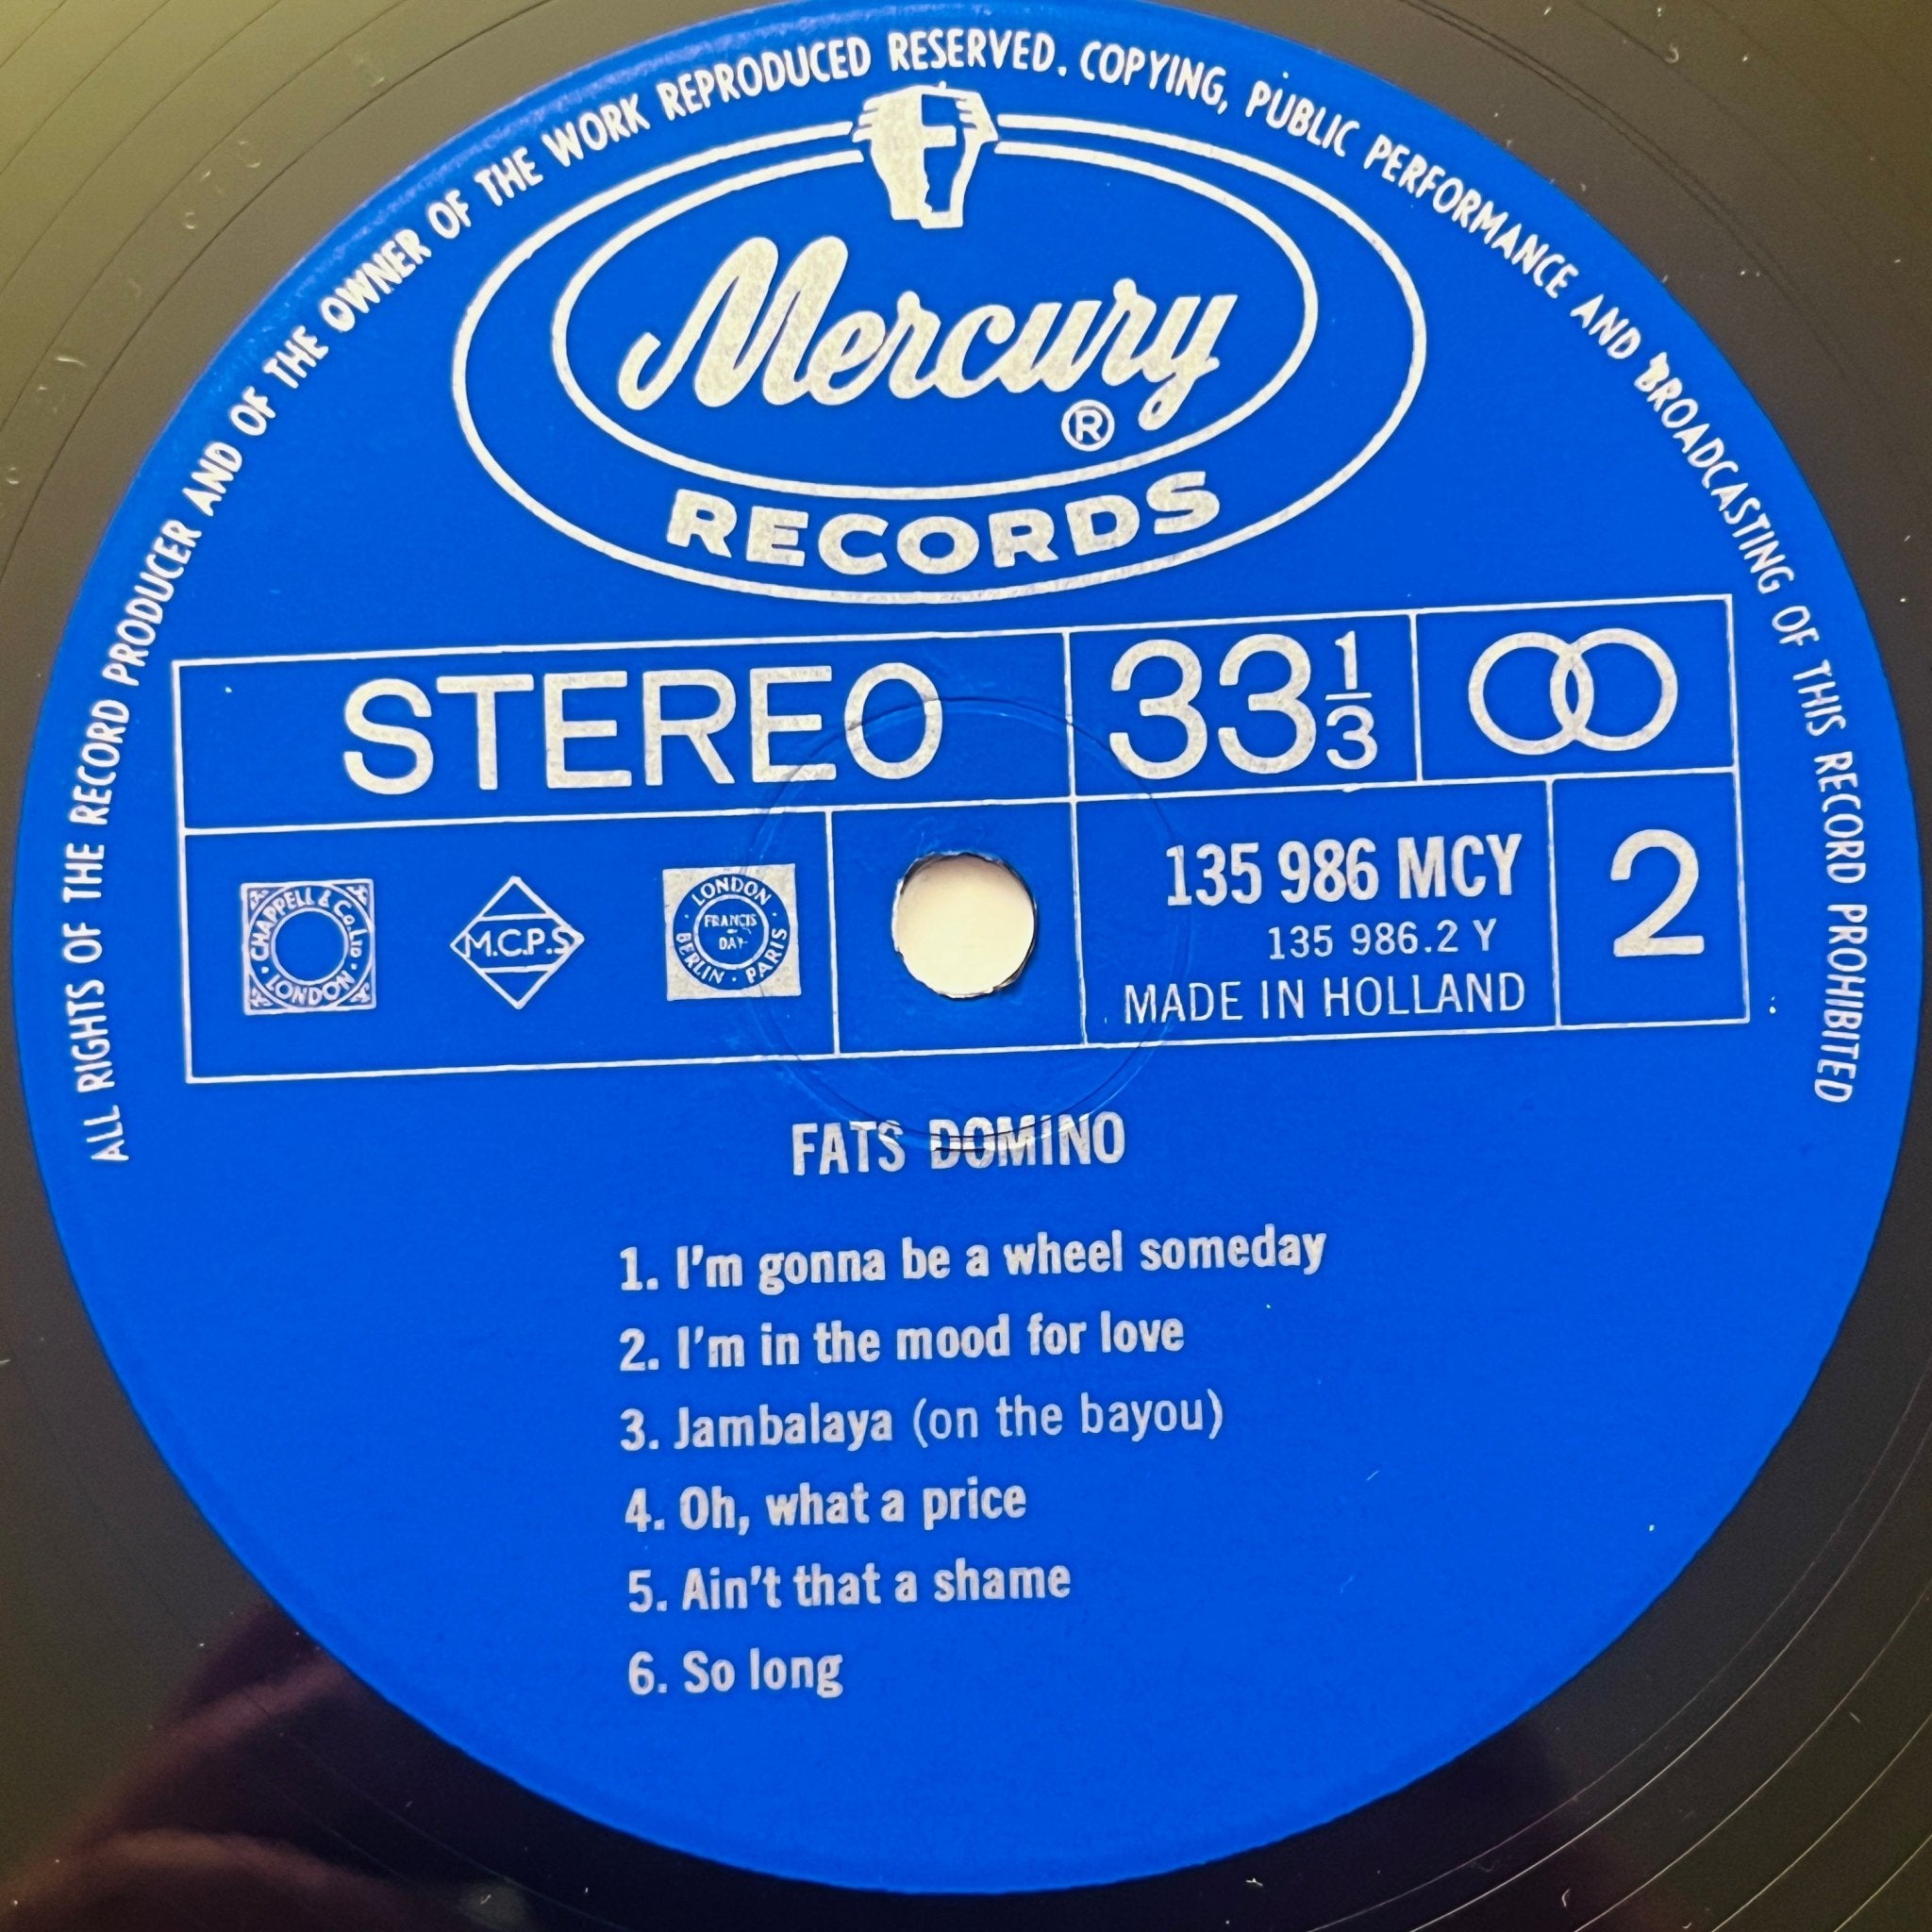 ALL RIGHTS OF THE RECORD PRODUCER AND OF THE OWNER OF THE WORK REPRODUCED RESERVED. COPYING, PUBLIC PERFORMANCE AND BROADCASTING OF THIS RECORD PROHIBITED
Mercury
®
RECORDS
STEREO
33 1/3
CHAPPELL & Co. LTD
LONDON
M.C.P.S
LONDON
FRANCIS
DAY
BERLIN · PARIS
135 986 MCY
135 986.2 Y
MADE IN HOLLAND
2
FATS DOMINO
1. I'm gonna be a wheel someday
2. I'm in the mood for love
3. Jambalaya (on the bayou)
4. Oh, what a price
5. Ain't that a shame
6. So long